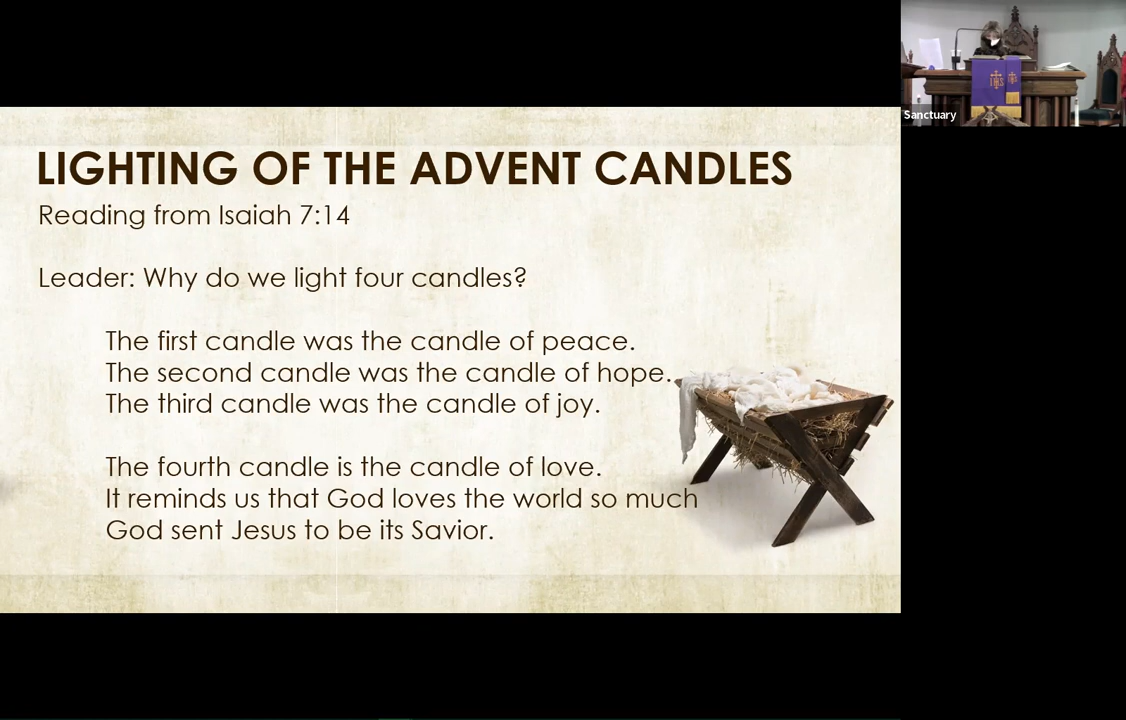 LIGHTING OF THE ADVENT CANDLES
Reading from Isaiah 7:14
Leader: Why do we light four candles?
The first candle was the candle of peace.
The second candle was the candle of hope.
The third candle was the candle of joy.
The fourth candle is the candle of love.
It reminds us that God loves the world so much
God sent Jesus to be its Savior.
IHS
Sanctuary